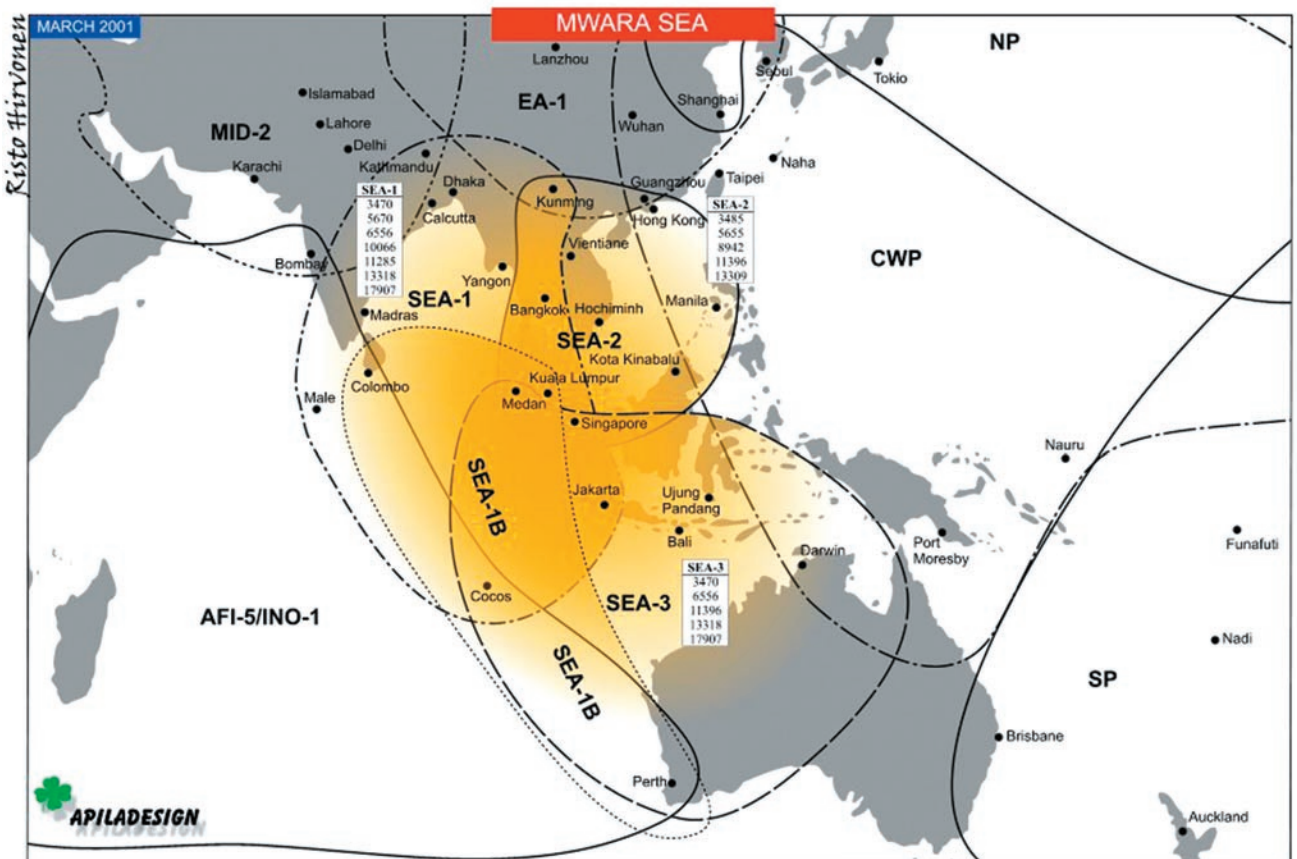 MARCH 2001
MWARA SEA
Risto Hirvonen
NP
Lanzhou
Seoul
Tokio
Islamabad
EA-1
Shanghai
Lahore
Wuhan
MID-2
Delhi
Naha
Karachi
Kathmandu
Taipei
Dhaka
Guangzhou
Kunming
Calcutta
Hong Kong
SEA-1
3470
5670
6556
10066
11285
13318
17907
SEA-2
3485
5655
8942
11396
13309
Vientiane
CWP
Bombay
Yangon
SEA-1
Bangkok
Hochiminh
Manila
Madras
SEA-2
Kota Kinabalu
Colombo
Kuala Lumpur
Medan
Male
Singapore
Nauru
SEA-1B
Jakarta
Ujung
Pandang
Bali
Darwin
Port
Moresby
Funafuti
Cocos
SEA-3
SEA-3
3470
6556
11396
13318
17907
AFI-5/INO-1
Nadi
SEA-1B
SP
Brisbane
Perth
APILADESIGN
Auckland